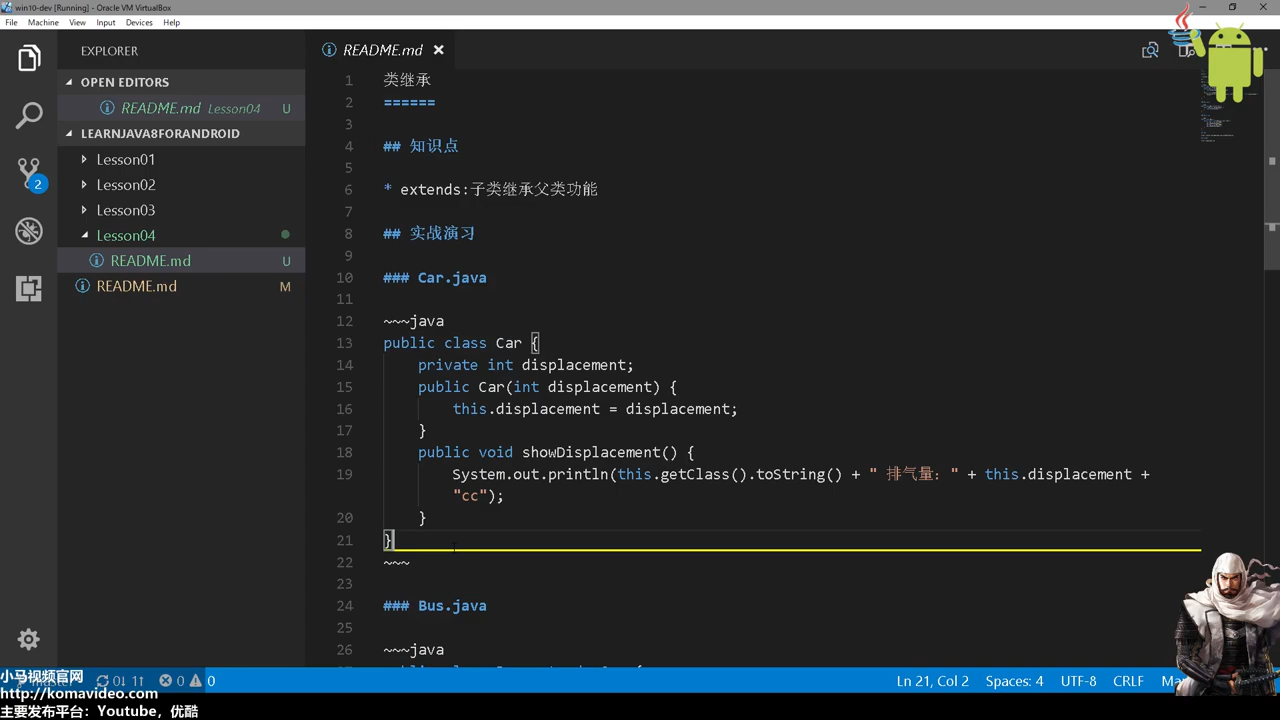 win10-dev [Running] - Oracle VM VirtualBox
File Machine View Input Devices Help
EXPLORER
OPEN EDITORS
README.md Lesson04 U
LEARNJAVA8FORANDROID
Lesson01
Lesson02
Lesson03
Lesson04
README.md U
README.md M
2
README.md
1 类继承
2 ======
3
4 ## 知识点
5
6 * extends:子类继承父类功能
7
8 ## 实战演习
9
10 ### Car.java
11
12 ~~~java
13 public class Car {
14 private int displacement;
15 public Car(int displacement) {
16 this.displacement = displacement;
17 }
18 public void showDisplacement() {
19 System.out.println(this.getClass().toString() + " 排气量: " + this.displacement +
"cc");
20 }
21 }
22 ~~~
23
24 ### Bus.java
25
26 ~~~java
小马视频官网
http://komavideo.com
主要发布平台：Youtube，优酷
0↓ 1↑ 0 0
Ln 21, Col 2 Spaces: 4 UTF-8 CRLF